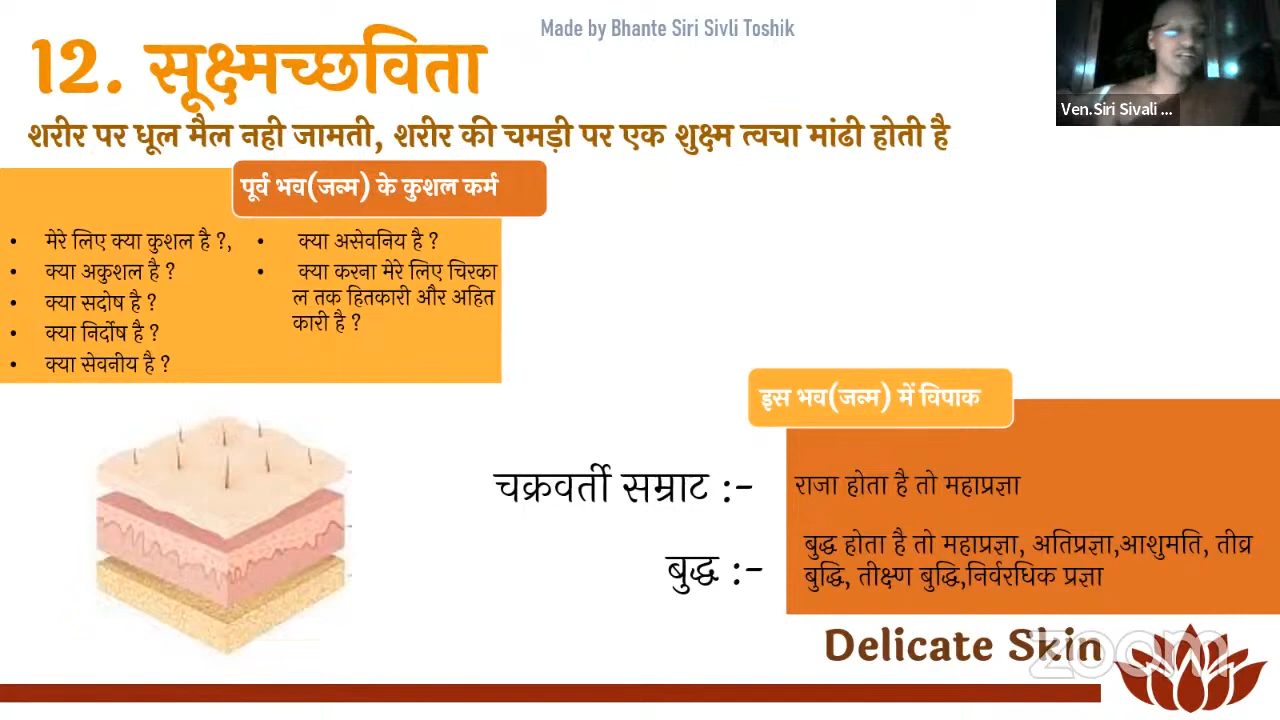 Made by Bhante Siri Sivli Toshik
12. सूक्ष्मच्छविता
Ven.Siri Sivali ...
शरीर पर धूल मैल नही जामती, शरीर की चमड़ी पर एक शुक्ष्म त्वचा मांढी होती है
पूर्व भव(जन्म) के कुशल कर्म
• मेरे लिए क्या कुशल है ?,
• क्या अकुशल है ?
• क्या सदोष है ?
• क्या निर्दोष है ?
• क्या सेवनीय है ?
• क्या असेवनिय है ?
• क्या करना मेरे लिए चिरका
ल तक हितकारी और अहित
कारी है ?
इस भव(जन्म) में विपाक
चक्रवर्ती सम्राट :-
राजा होता है तो महाप्रज्ञा
बुद्ध :-
बुद्ध होता है तो महाप्रज्ञा, अतिप्रज्ञा,आशुमति, तीव्र
बुद्धि, तीक्ष्ण बुद्धि,निर्वरधिक प्रज्ञा
Delicate Skin
zoom